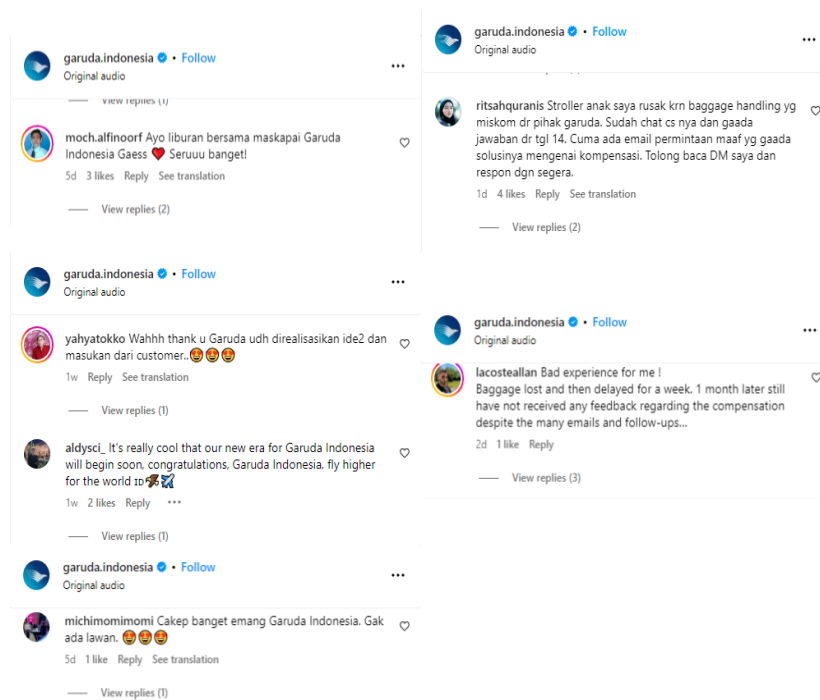 garuda.indonesia • Follow
Original audio
View replies (1)
moch.alfinoorf Ayo liburan bersama maskapai Garuda
Indonesia Gaess ❤️ Seruuu banget!
5d 3 likes Reply See translation
View replies (2)
garuda.indonesia • Follow
Original audio
yahyatokko Wahhh thank u Garuda udh direalisasikan ide2 dan
masukan dari customer..🤩🤩🤩
1w Reply See translation
View replies (1)
aldysci_ It's really cool that our new era for Garuda Indonesia
will begin soon, congratulations, Garuda Indonesia, fly higher
for the world ID
1w 2 likes Reply •••
View replies (1)
garuda.indonesia • Follow
Original audio
michimomimomi Cakep banget emang Garuda Indonesia. Gak
ada lawan. 🤩🤩🤩
5d 1 like Reply See translation
View replies (1)
garuda.indonesia • Follow
Original audio
ritsahquranis Stroller anak saya rusak krn baggage handling yg
miskom dr pihak garuda. Sudah chat cs nya dan gaada
jawaban dr tgl 14. Cuma ada email permintaan maaf yg gaada
solusinya mengenai kompensasi. Tolong baca DM saya dan
respon dgn segera.
1d 4 likes Reply See translation
View replies (2)
garuda.indonesia • Follow
Original audio
lacosteallan Bad experience for me !
Baggage lost and then delayed for a week. 1 month later still
have not received any feedback regarding the compensation
despite the many emails and follow-ups...
2d 1 like Reply
View replies (3)